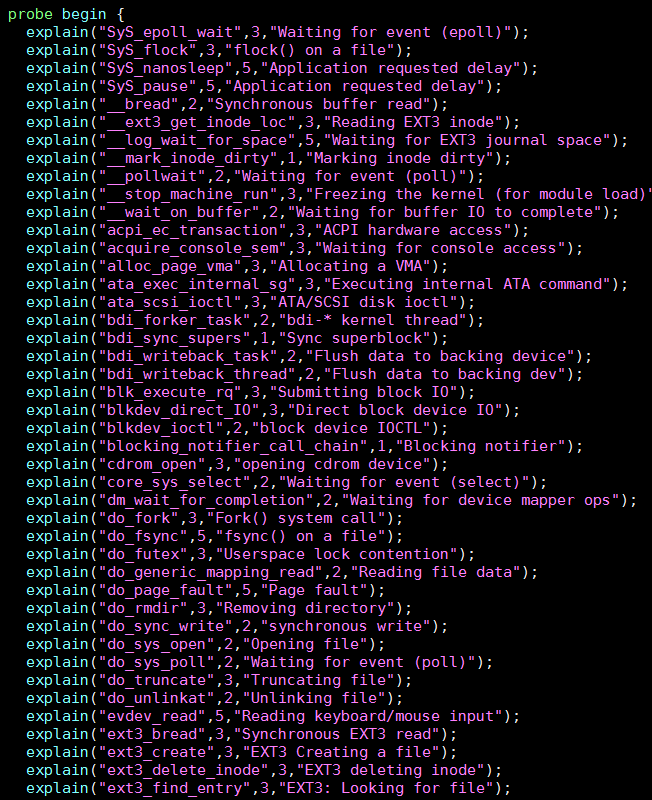 probe begin {
  explain("SyS_epoll_wait",3,"Waiting for event (epoll)");
  explain("SyS_flock",3,"flock() on a file");
  explain("SyS_nanosleep",5,"Application requested delay");
  explain("SyS_pause",5,"Application requested delay");
  explain("__bread",2,"Synchronous buffer read");
  explain("__ext3_get_inode_loc",3,"Reading EXT3 inode");
  explain("__log_wait_for_space",5,"Waiting for EXT3 journal space");
  explain("__mark_inode_dirty",1,"Marking inode dirty");
  explain("__pollwait",2,"Waiting for event (poll)");
  explain("__stop_machine_run",3,"Freezing the kernel (for module load)"
  explain("__wait_on_buffer",2,"Waiting for buffer IO to complete");
  explain("acpi_ec_transaction",3,"ACPI hardware access");
  explain("acquire_console_sem",3,"Waiting for console access");
  explain("alloc_page_vma",3,"Allocating a VMA");
  explain("ata_exec_internal_sg",3,"Executing internal ATA command");
  explain("ata_scsi_ioctl",3,"ATA/SCSI disk ioctl");
  explain("bdi_forker_task",2,"bdi-* kernel thread");
  explain("bdi_sync_supers",1,"Sync superblock");
  explain("bdi_writeback_task",2,"Flush data to backing device");
  explain("bdi_writeback_thread",2,"Flush data to backing dev");
  explain("blk_execute_rq",3,"Submitting block IO");
  explain("blkdev_direct_IO",3,"Direct block device IO");
  explain("blkdev_ioctl",2,"block device IOCTL");
  explain("blocking_notifier_call_chain",1,"Blocking notifier");
  explain("cdrom_open",3,"opening cdrom device");
  explain("core_sys_select",2,"Waiting for event (select)");
  explain("dm_wait_for_completion",2,"Waiting for device mapper ops");
  explain("do_fork",3,"Fork() system call");
  explain("do_fsync",5,"fsync() on a file");
  explain("do_futex",3,"Userspace lock contention");
  explain("do_generic_mapping_read",2,"Reading file data");
  explain("do_page_fault",5,"Page fault");
  explain("do_rmdir",3,"Removing directory");
  explain("do_sync_write",2,"synchronous write");
  explain("do_sys_open",2,"Opening file");
  explain("do_sys_poll",2,"Waiting for event (poll)");
  explain("do_truncate",3,"Truncating file");
  explain("do_unlinkat",2,"Unlinking file");
  explain("evdev_read",5,"Reading keyboard/mouse input");
  explain("ext3_bread",3,"Synchronous EXT3 read");
  explain("ext3_create",3,"EXT3 Creating a file");
  explain("ext3_delete_inode",3,"EXT3 deleting inode");
  explain("ext3_find_entry",3,"EXT3: Looking for file");